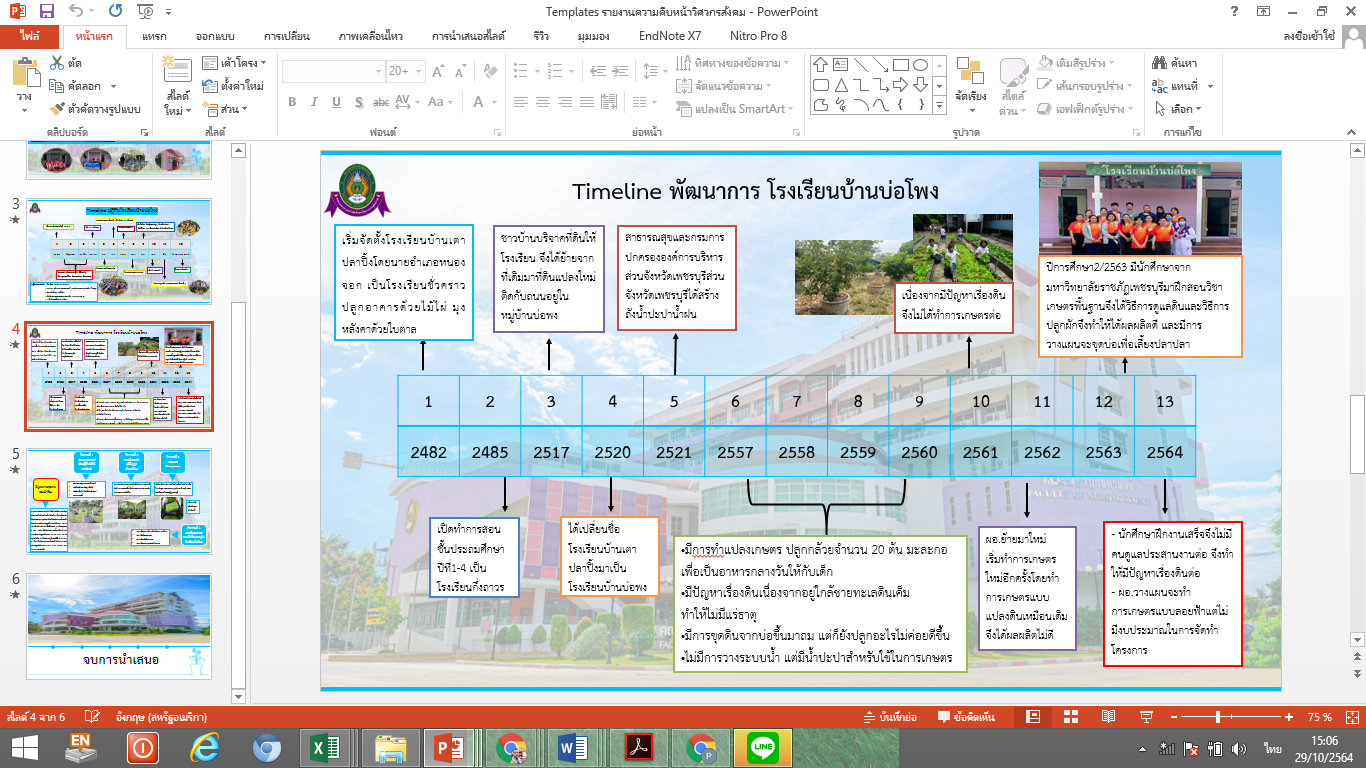 Templates รายงานความคืบหน้าวิศวกรสังคม - PowerPoint
ไฟล์ หน้าแรก แทรก ออกแบบ การเปลี่ยน ภาพเคลื่อนไหว การนำเสนอสไลด์ รีวิว มุมมอง EndNote X7 Nitro Pro 8 ลงชื่อเข้าใช้
วาง
ตัด
คัดลอก
ตัวคัดวางรูปแบบ
คลิปบอร์ด
สไลด์
ใหม่
เค้าโครง
ตั้งค่าใหม่
ส่วน
สไลด์
20+
B I U S abc AV Aa A
ฟอนต์
ทิศทางของข้อความ
จัดแนวข้อความ
แปลงเป็น SmartArt
ย่อหน้า
จัดเรียง
สไตล์
ด่วน
เติมสีรูปร่าง
เส้นกรอบรูปร่าง
เอฟเฟ็กต์รูปร่าง
รูปวาด
ค้นหา
แทนที่
เลือก
การแก้ไข
3
4
5
6
จบการนำเสนอ
Timeline พัฒนาการ โรงเรียนบ้านบ่อโพง
โรงเรียนบ้านบ่อโพง
เริ่มจัดตั้งโรงเรียนบ้านเตา
ปลาปิ้งโดยนายอำเภอหนอง
จอก เป็นโรงเรียนชั่วคราว
ปลูกอาคารด้วยไม้ไผ่ มุง
หลังคาด้วยใบตาล
ชาวบ้านบริจาคที่ดินให้
โรงเรียน จึงได้ย้ายจาก
ที่เดิมมาที่ดินแปลงใหม่
ติดกับถนนอยู่ใน
หมู่บ้านบ่อพง
สาธารณสุขและกรมการ
ปกครององค์การบริหาร
ส่วนจังหวัดเพชรบุรีส่วน
จังหวัดเพชรบุรีได้สร้าง
ถังน้ำประปาน้ำฝน
เนื่องจากมีปัญหาเรื่องดิน
จึงไม่ได้ทำการเกษตรต่อ
ปีการศึกษา2/2563 มีนักศึกษาจาก
มหาวิทยาลัยราชภัฏเพชรบุรีมาฝึกสอนวิชา
เกษตรพื้นฐานจึงได้วิธีการดูแลดินและวิธีการ
ปลูกผักจึงทำให้ได้ผลผลิตดี และมีการ
วางแผนจะขุดบ่อเพื่อเลี้ยงปลาปลา
1 2 3 4 5 6 7 8 9 10 11 12 13
2482 2485 2517 2520 2521 2557 2558 2559 2560 2561 2562 2563 2564
เปิดทำการสอน
ชั้นประถมศึกษา
ปีที่1-4 เป็น
โรงเรียนกึ่งถาวร
ได้เปลี่ยนชื่อ
โรงเรียนบ้านเตา
ปลาปิ้งมาเป็น
โรงเรียนบ้านบ่อพง
•มีการทำแปลงเกษตร ปลูกกล้วยจำนวน 20 ต้น มะละกอ
เพื่อเป็นอาหารกลางวันให้กับเด็ก
•มีปัญหาเรื่องดินเนื่องจากอยู่ใกล้ชายทะเลดินเค็ม
ทำให้ไม่มีแร่ธาตุ
•มีการขุดดินจากบ่อขึ้นมาถม แต่ก็ยังปลูกอะไรไม่ค่อยดีขึ้น
•ไม่มีการวางระบบน้ำ แต่มีน้ำประปาสำหรับใช้ในการเกษตร
ผอ.ย้ายมาใหม่
เริ่มทำการเกษตร
ใหม่อีกครั้งโดยทำ
การเกษตรแบบ
แปลงดินเหมือนเดิม
จึงได้ผลผลิตไม่ดี
- นักศึกษาฝึกงานเสร็จจึงไม่มี
คนดูแลประสานงานต่อ จึงทำ
ให้มีปัญหาเรื่องดินต่อ
- ผอ.วางแผนจะทำ
การเกษตรแบบลอยฟ้าแต่ไม่
มีงบประมาณในการจัดทำ
โครงการ
สไลด์ 4 จาก 6 อังกฤษ (สหรัฐอเมริกา) บันทึกย่อ ข้อคิดเห็น 75 %
EN
LINE
ไทย
15:06
29/10/2564